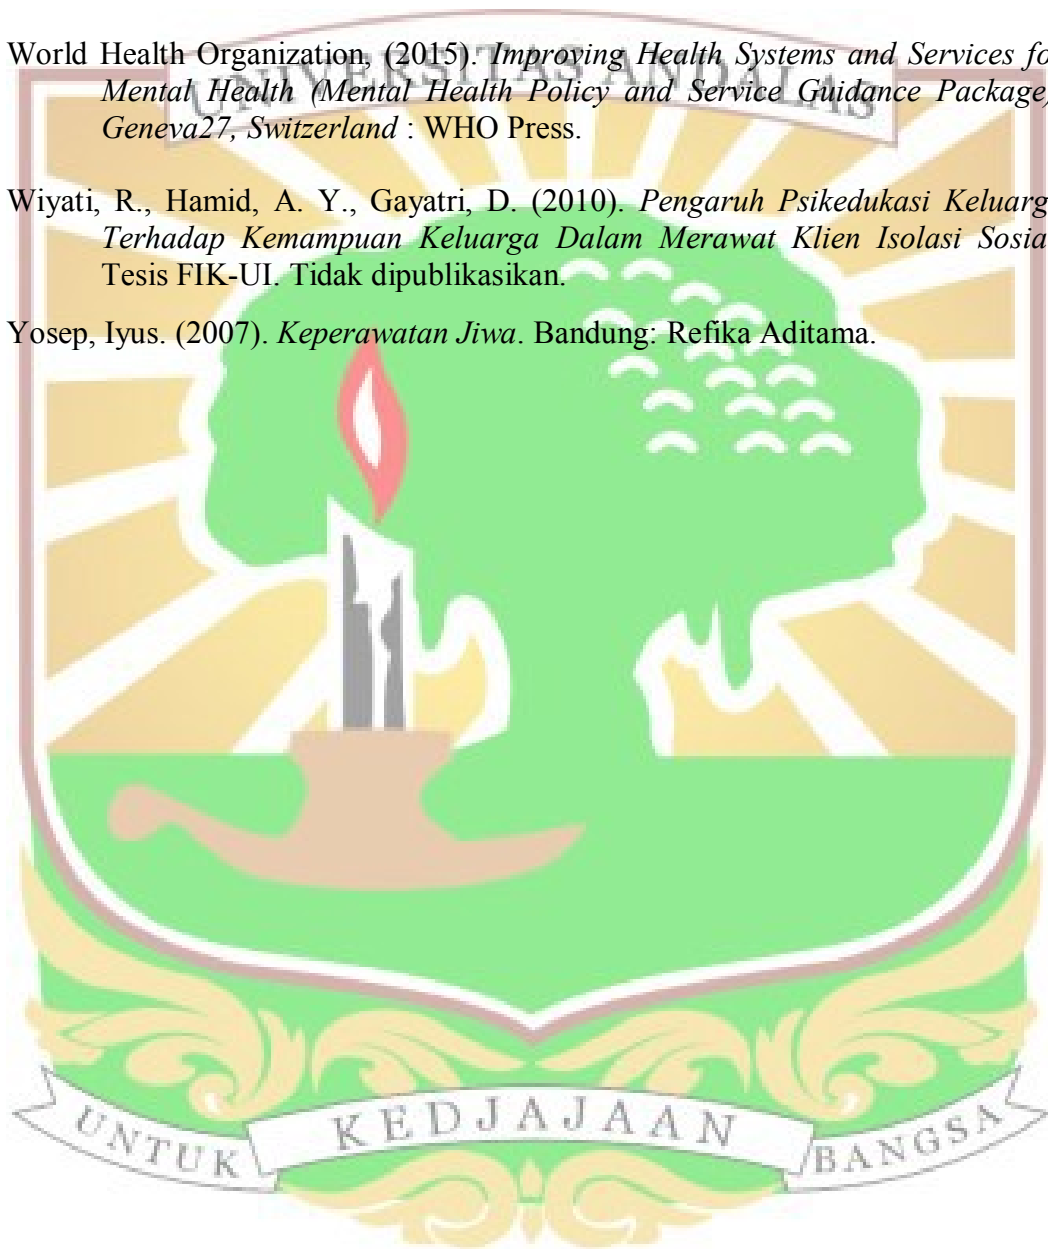 UNIVERSITAS ANDALAS
World Health Organization, (2015). Improving Health Systems and Services fo
Mental Health (Mental Health Policy and Service Guidance Package)
Geneva27, Switzerland : WHO Press.
Wiyati, R., Hamid, A. Y., Gayatri, D. (2010). Pengaruh Psikedukasi Keluarg
Terhadap Kemampuan Keluarga Dalam Merawat Klien Isolasi Sosia
Tesis FIK-UI. Tidak dipublikasikan.
Yosep, Iyus. (2007). Keperawatan Jiwa. Bandung: Refika Aditama.
UNTUK KEDJAJAAN BANGSA